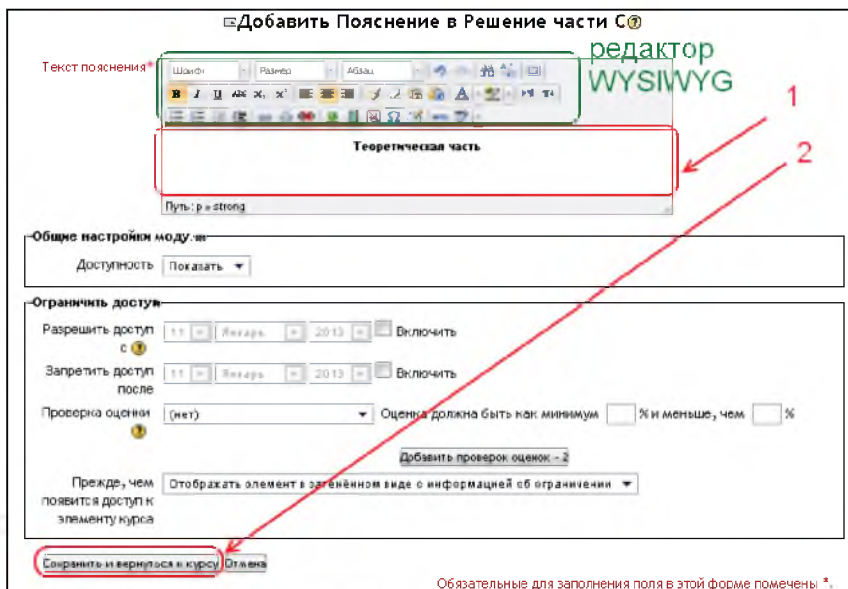 Добавить Пояснение в Решение части C
редактор
WYSIWYG
Текст пояснения*
Шрифт Размер Абзац
1
2
Теоретическая часть
Путь: p » strong
Общие настройки модуля
Доступность Показать
Ограничить доступ
Разрешить доступ с 11 Январь 2013 Включить
Запретить доступ после 11 Январь 2013 Включить
Проверка оценки (нет) Оценка должна быть как минимум % и меньше, чем %
Добавить проверок оценок - 2
Прежде, чем появится доступ к элементу курса Отображать элемент в затенённом виде с информацией об ограничении
Сохранить и вернуться к курсу Отмена
Обязательные для заполнения поля в этой форме помечены *.